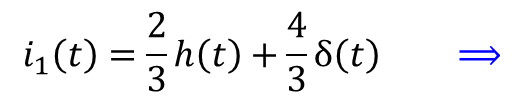 i₁(t) = 2/3 h(t) + 4/3 δ(t) ⟹